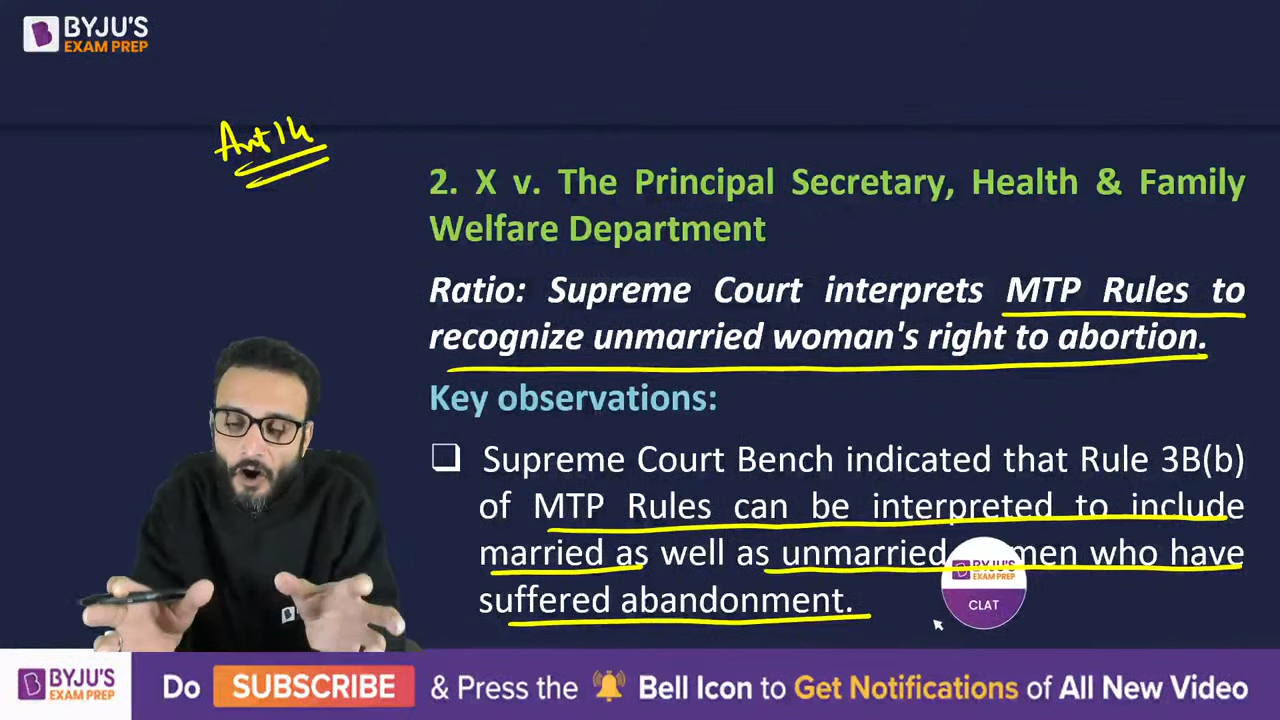 BYJU'S
EXAM PREP
Art 14
2. X v. The Principal Secretary, Health & Family
Welfare Department
Ratio: Supreme Court interprets MTP Rules to
recognize unmarried woman's right to abortion.
Key observations:
Supreme Court Bench indicated that Rule 3B(b)
of MTP Rules can be interpreted to include
married as well as unmarried women who have
suffered abandonment.
BYJU'S
EXAM PREP
CLAT
BYJU'S
EXAM PREP
Do SUBSCRIBE & Press the Bell Icon to Get Notifications of All New Video